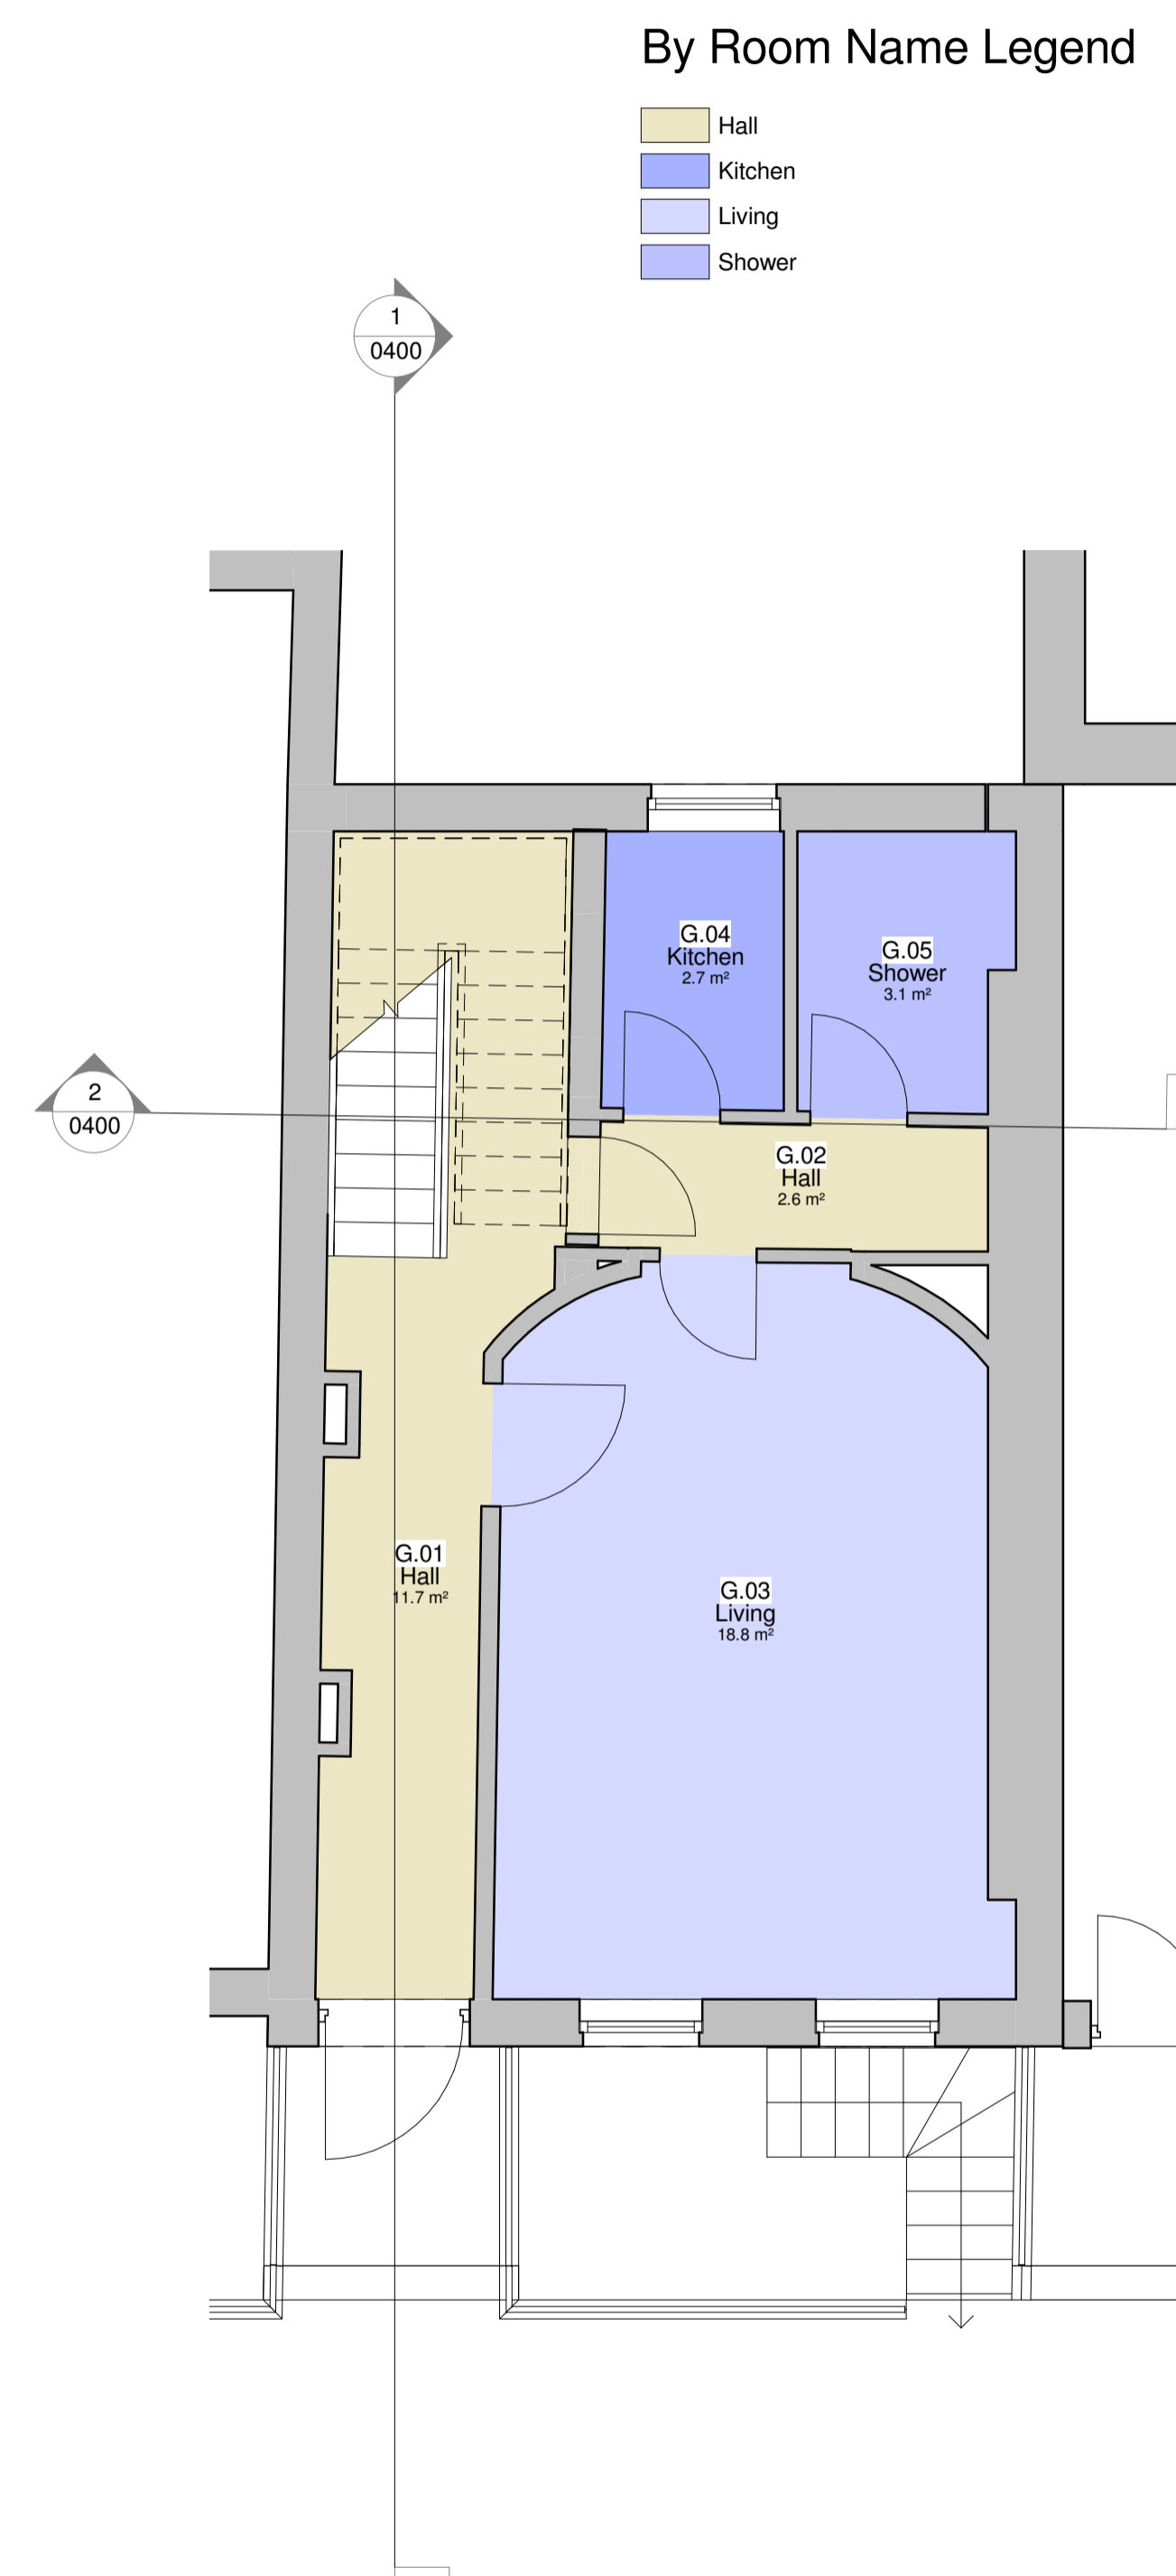 By Room Name Legend
Hall
Kitchen
Living
Shower
1
0400
G.04
Kitchen
2.7 m²
G.05
Shower
3.1 m²
2
0400
G.02
Hall
2.6 m²
G.01
Hall
11.7 m²
G.03
Living
18.8 m²